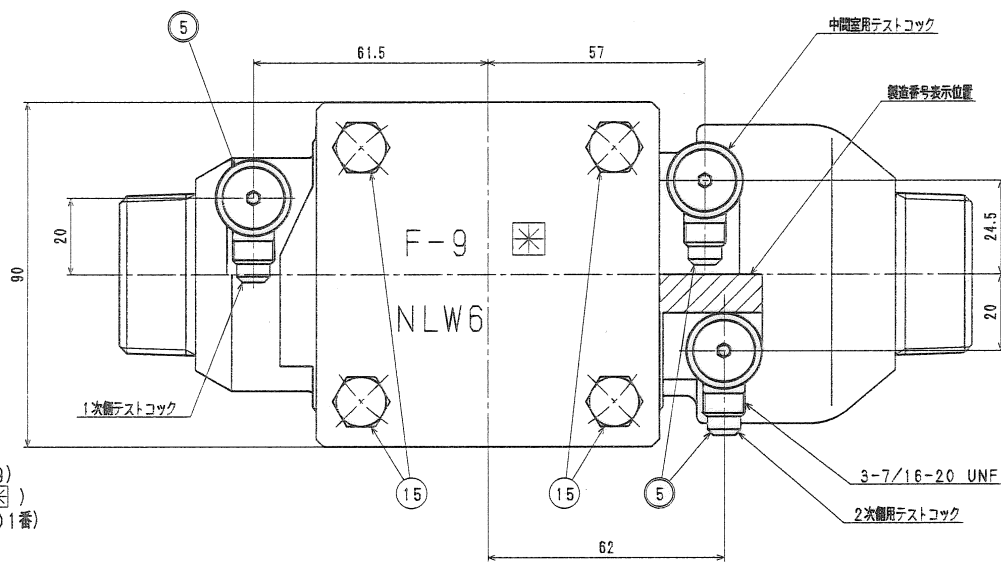 5
中間室用テストコック
61.5
57
製造番号表示位置
20
90
F-9 ※
NLW6
24.5
20
1次側テストコック
15
15
5
3-7/16-20 UNF
2次側用テストコック
62
)
※ )
1番)